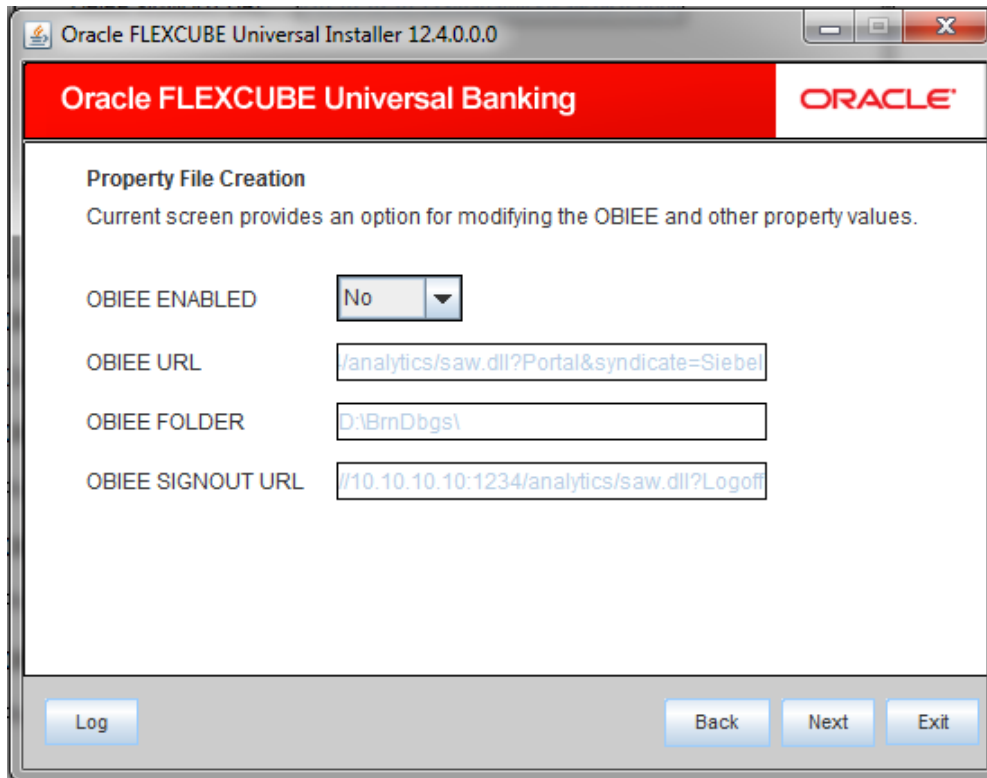 Oracle FLEXCUBE Universal Installer 12.4.0.0.0
Oracle FLEXCUBE Universal Banking
ORACLE
Property File Creation
Current screen provides an option for modifying the OBIEE and other property values.
OBIEE ENABLED No
OBIEE URL /analytics/saw.dll?Portal&syndicate=Siebel
OBIEE FOLDER D:\BrnDbgs\
OBIEE SIGNOUT URL //10.10.10.10:1234/analytics/saw.dll?Logoff
Log Back Next Exit